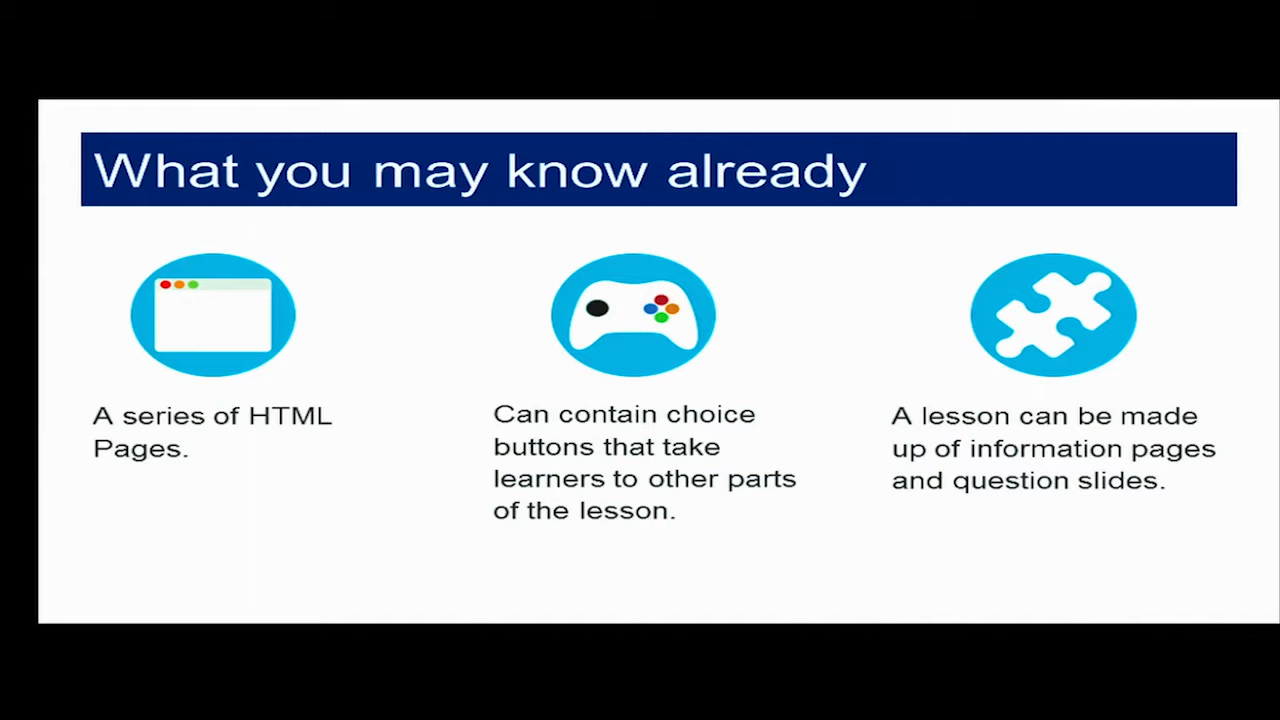 What you may know already
A series of HTML
Pages.
Can contain choice
buttons that take
learners to other parts
of the lesson.
A lesson can be made
up of information pages
and question slides.